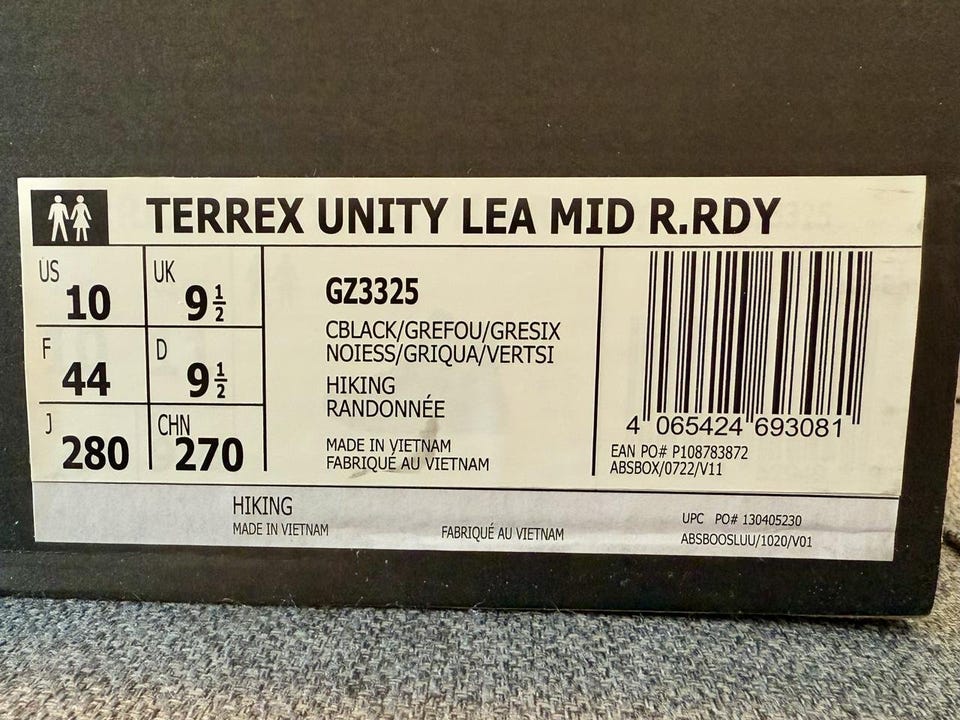 TERREX UNITY LEA MID R.RDY
US 10
UK 9 1/2
F 44
D 9 1/2
J 280
CHN 270
GZ3325
CBLACK/GREFOU/GRESIX
NOIESS/GRIQUA/VERTSI
HIKING
RANDONNÉE
MADE IN VIETNAM
FABRIQUÉ AU VIETNAM
4 065424 693081
EAN PO# P108783872
ABSBOX/0722/V11
HIKING
MADE IN VIETNAM
FABRIQUÉ AU VIETNAM
UPC PO# 130405230
ABSBOOSLUU/1020/V01